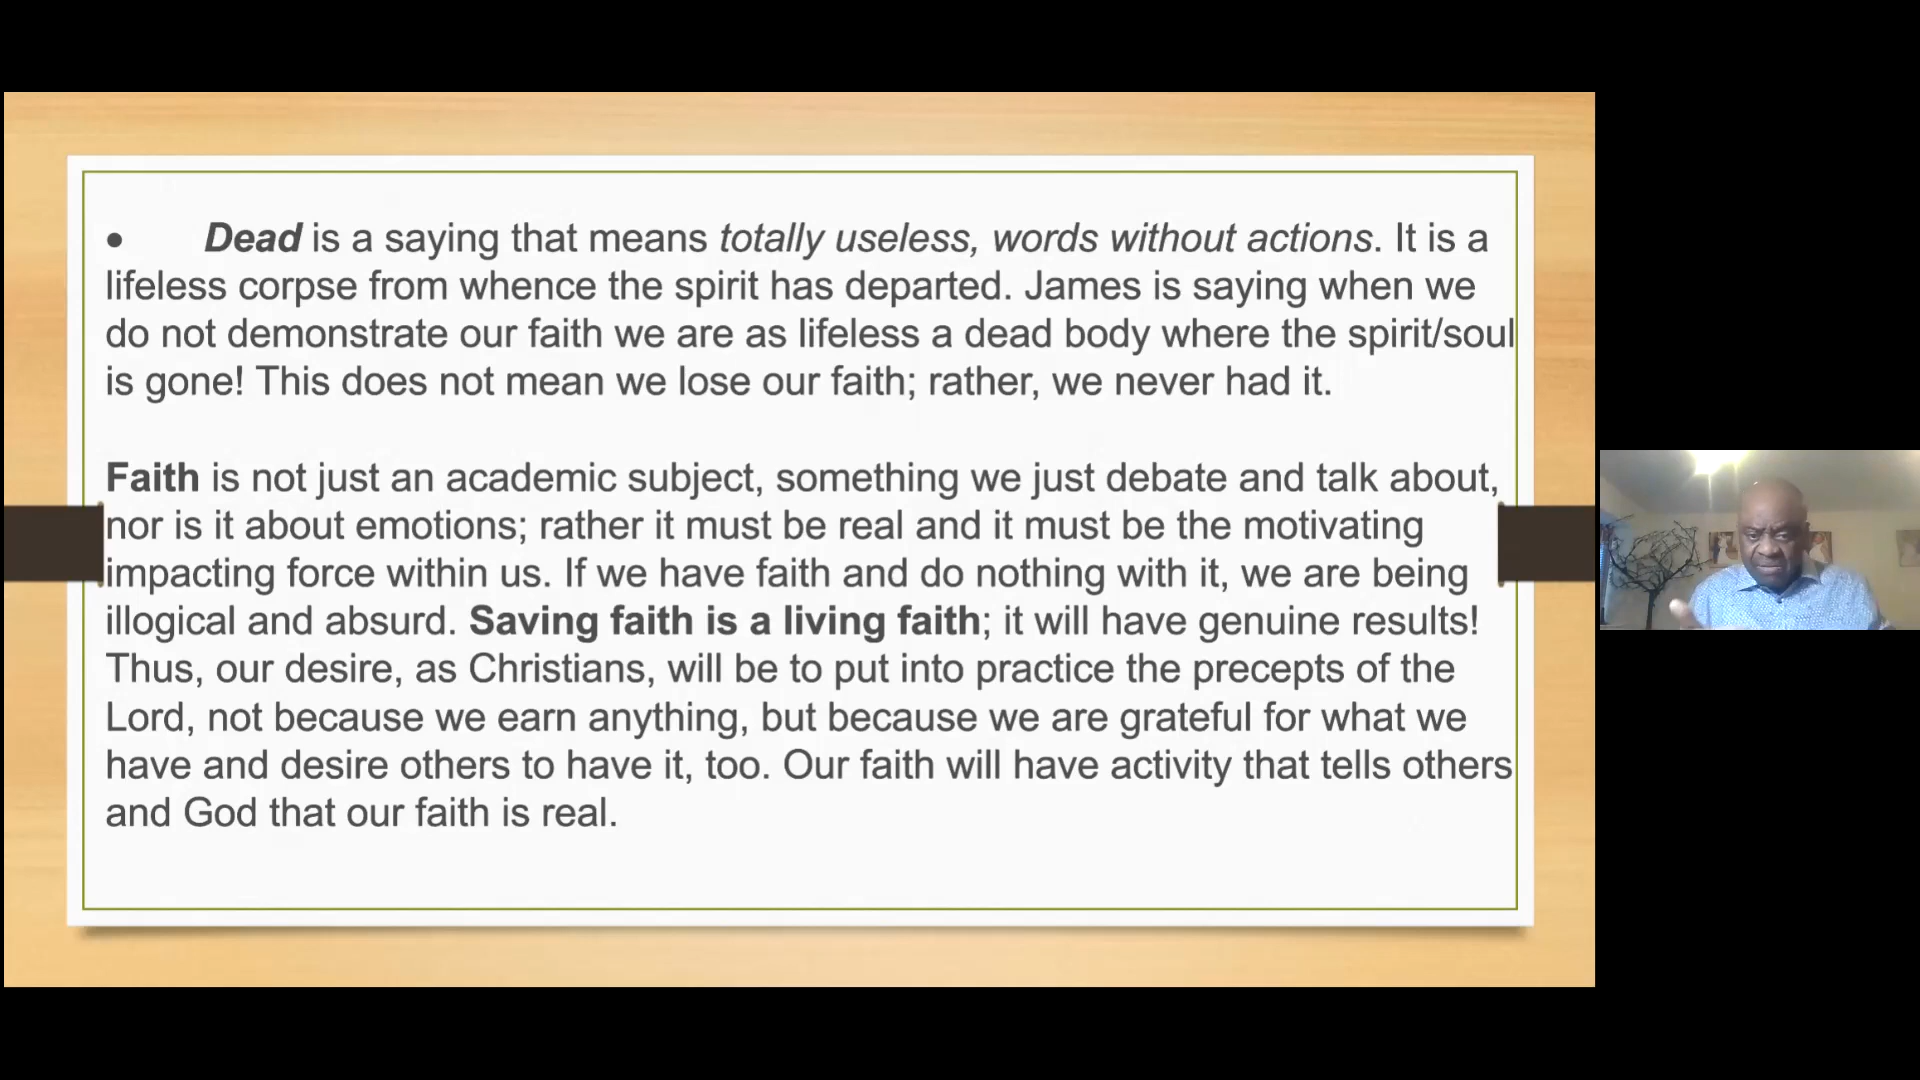 • Dead is a saying that means totally useless, words without actions. It is a
lifeless corpse from whence the spirit has departed. James is saying when we
do not demonstrate our faith we are as lifeless a dead body where the spirit/soul
is gone! This does not mean we lose our faith; rather, we never had it.
Faith is not just an academic subject, something we just debate and talk about,
nor is it about emotions; rather it must be real and it must be the motivating
impacting force within us. If we have faith and do nothing with it, we are being
illogical and absurd. Saving faith is a living faith; it will have genuine results!
Thus, our desire, as Christians, will be to put into practice the precepts of the
Lord, not because we earn anything, but because we are grateful for what we
have and desire others to have it, too. Our faith will have activity that tells others
and God that our faith is real.